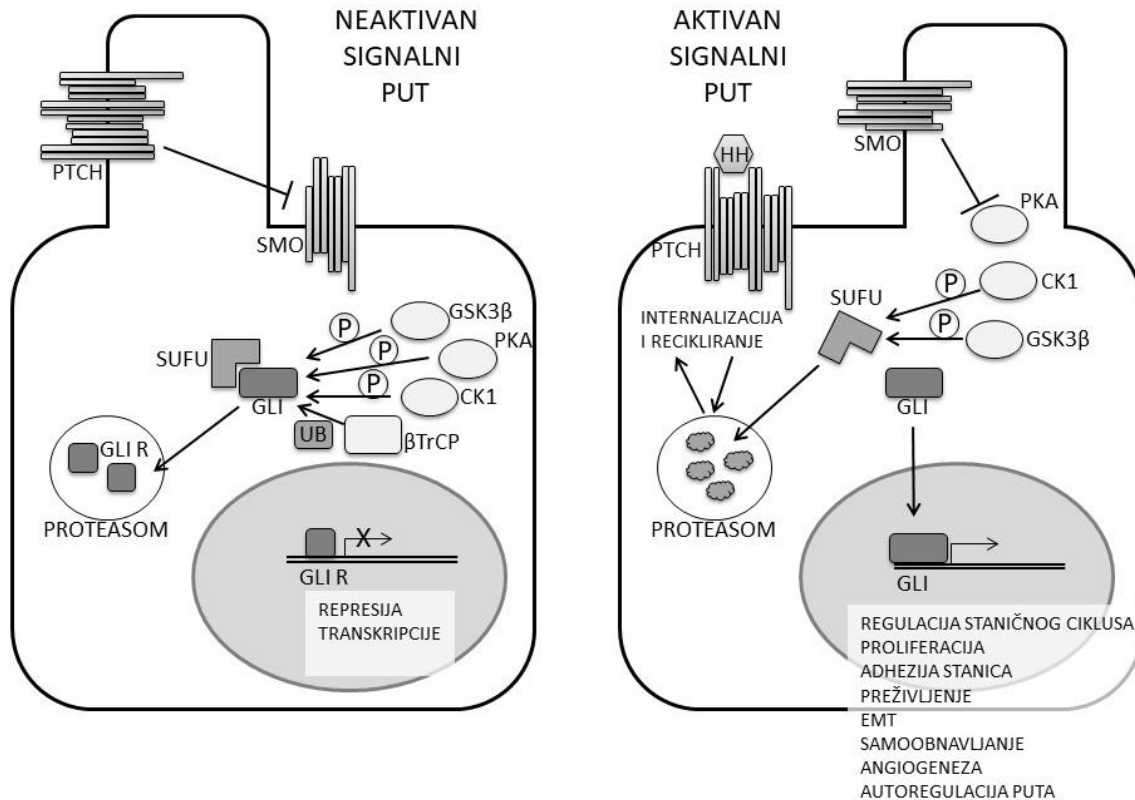 NEAKTIVAN
SIGNALNI
PUT
PTCH
SMO
GSK3β
P
PKA
P
SUFU
P
CK1
GLI
UB
βTrCP
GLI R
PROTEASOM
X
GLI R
REPRESIJA
TRANSKRIPCIJE
AKTIVAN
SIGNALNI
PUT
SMO
HH
PKA
PTCH
CK1
P
SUFU
INTERNALIZACIJA
I RECIKLIRANJE
P
GSK3β
GLI
PROTEASOM
GLI
REGULACIJA STANIČNOG CIKLUSA
PROLIFERACIJA
ADHEZIJA STANICA
PREŽIVLJENJE
EMT
SAMOOBNAVLJANJE
ANGIOGENEZA
AUTOREGULACIJA PUTA